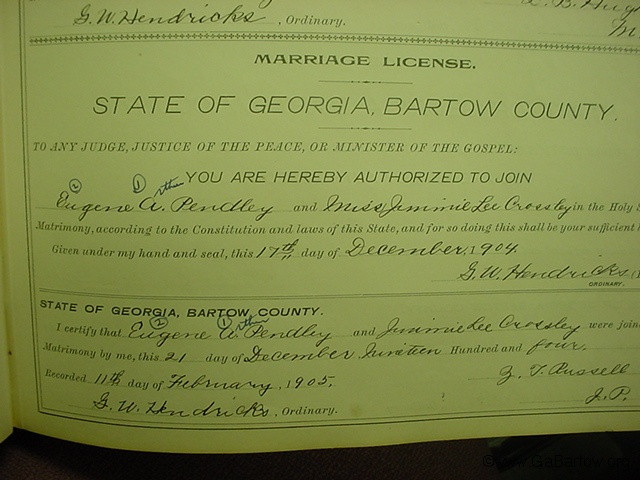 G. W. Hendricks, Ordinary.
MARRIAGE LICENSE.
STATE OF GEORGIA, BARTOW COUNTY.
TO ANY JUDGE, JUSTICE OF THE PEACE, OR MINISTER OF THE GOSPEL:
YOU ARE HEREBY AUTHORIZED TO JOIN
② ①
Eugene A. Pendley and Miss Jimmie Lee Crossley in the Holy S
Matrimony, according to the Constitution and laws of this State, and for so doing this shall be your sufficient
Given under my hand and seal, this 17th day of December, 1904.
G. W. Hendricks
ORDINARY.
STATE OF GEORGIA, BARTOW COUNTY.
② ①
I certify that Eugene A. Pendley and Jimmie Lee Crossley were join
Matrimony by me, this 21 day of December Nineteen Hundred and four.
Recorded 11th day of February, 1905. Z. T. Russell
G. W. Hendricks, Ordinary. J. P.